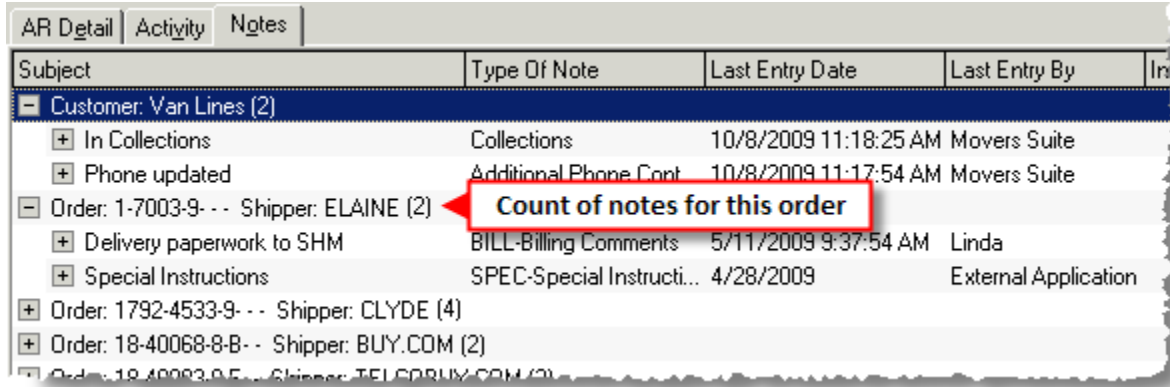 AR Detail Activity Notes
Subject Type Of Note Last Entry Date Last Entry By
Customer: Van Lines (2)
In Collections Collections 10/8/2009 11:18:25 AM Movers Suite
Phone updated Additional Phone Cont 10/8/2009 11:17:54 AM Movers Suite
Order: 1-7003-9- - - Shipper: ELAINE (2) Count of notes for this order
Delivery paperwork to SHM BILL-Billing Comments 5/11/2009 9:37:54 AM Linda
Special Instructions SPEC-Special Instructi... 4/28/2009 External Application
Order: 1792-4533-9- - - Shipper: CLYDE (4)
Order: 18-40068-8-B- - Shipper: BUY.COM (2)